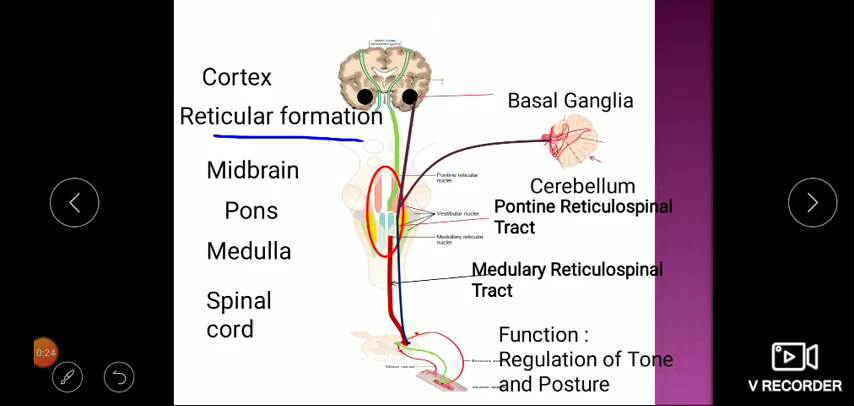 Cortex
Reticular formation
Basal Ganglia
Midbrain
Pontine reticular
nuclei
Cerebellum
Pons
Vestibular nuclei
Pontine Reticulospinal
Tract
Medulla
Medullary reticular
nuclei
Medulary Reticulospinal
Tract
Spinal
cord
Function :
Regulation of Tone
and Posture
0:24
V RECORDER